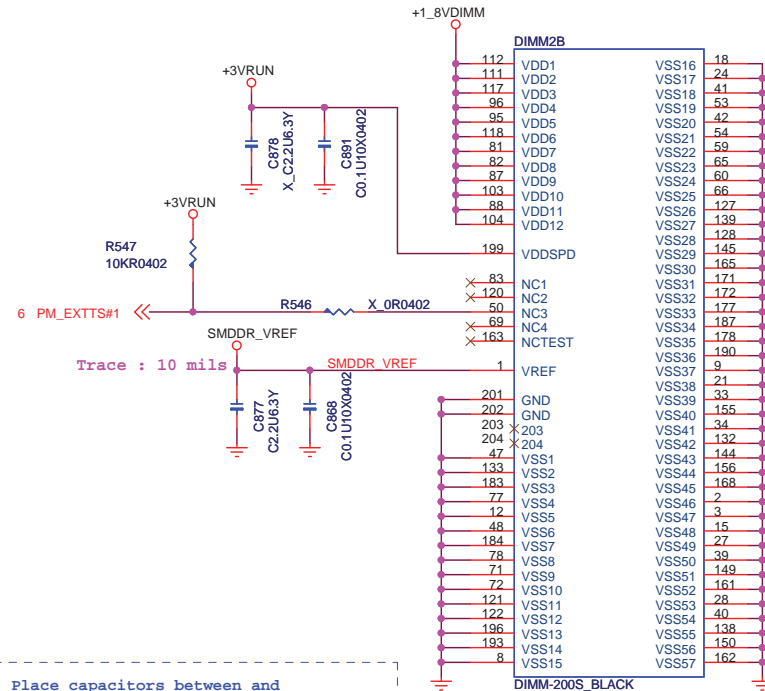 +1_8VDIMM
DIMM2B
+3VRUN
C878
X_C2.2U6.3Y
C891
C0.1U10X0402
+3VRUN
R547
10KR0402
6 PM_EXTTS#1
R546 X_0R0402
SMDDR_VREF
Trace : 10 mils
SMDDR_VREF
C877
C2.2U6.3Y
C868
C0.1U10X0402
112 VDD1
111 VDD2
117 VDD3
96 VDD4
95 VDD5
118 VDD6
81 VDD7
82 VDD8
87 VDD9
103 VDD10
88 VDD11
104 VDD12
199 VDDSPD
83 NC1
120 NC2
50 NC3
69 NC4
163 NCTEST
1 VREF
201 GND
202 GND
203 203
204 204
47 VSS1
133 VSS2
183 VSS3
77 VSS4
12 VSS5
48 VSS6
184 VSS7
78 VSS8
71 VSS9
72 VSS10
121 VSS11
122 VSS12
196 VSS13
193 VSS14
8 VSS15
VSS16 18
VSS17 24
VSS18 41
VSS19 53
VSS20 42
VSS21 54
VSS22 59
VSS23 65
VSS24 60
VSS25 66
VSS26 127
VSS27 139
VSS28 128
VSS29 145
VSS30 165
VSS31 171
VSS32 172
VSS33 177
VSS34 187
VSS35 178
VSS36 190
VSS37 9
VSS38 21
VSS39 33
VSS40 155
VSS41 34
VSS42 132
VSS43 144
VSS44 156
VSS45 168
VSS46 2
VSS47 3
VSS48 15
VSS49 27
VSS50 39
VSS51 149
VSS52 161
VSS53 28
VSS54 40
VSS55 138
VSS56 150
VSS57 162
DIMM-200S_BLACK
Place capacitors between and